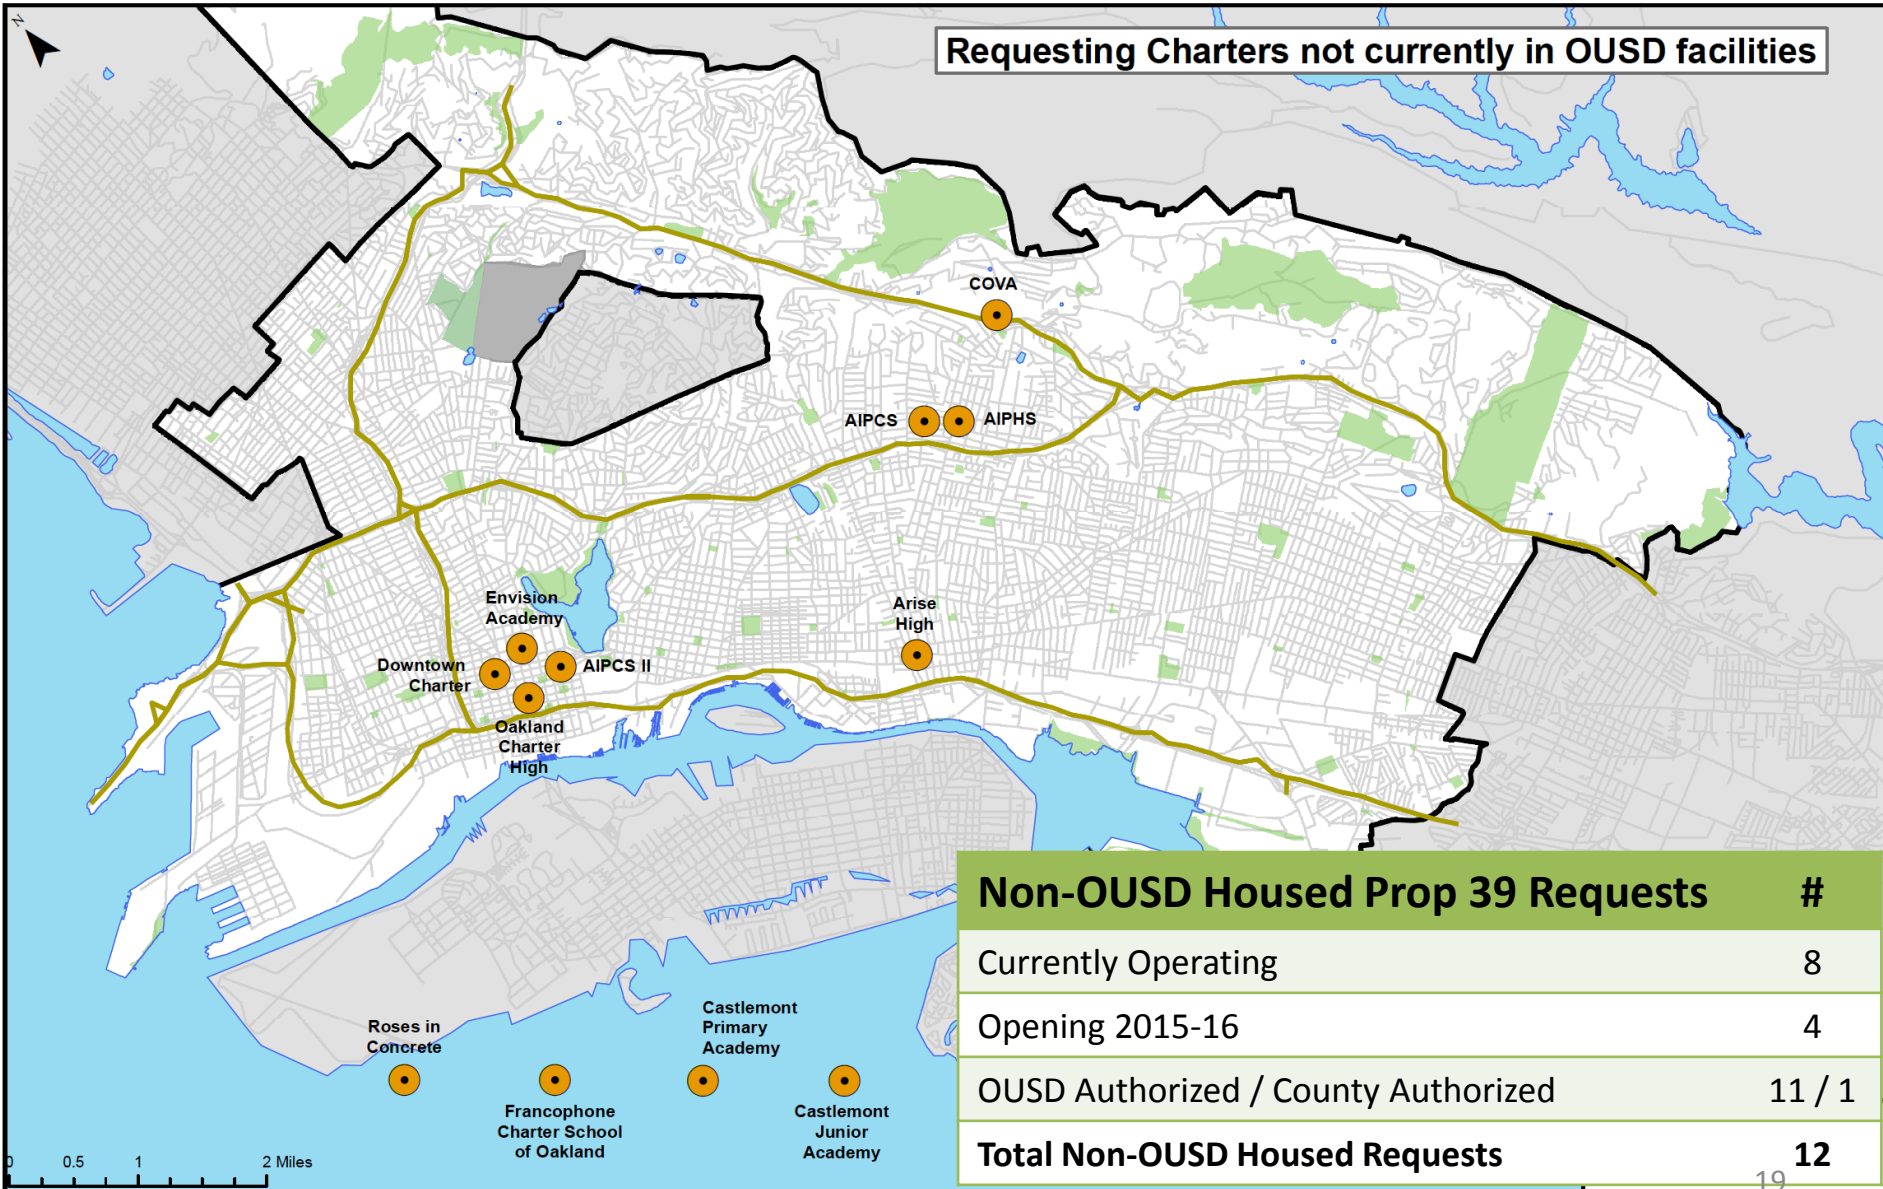 N
Requesting Charters not currently in OUSD facilities
COVA
AIPCS
AIPHS
Envision
Academy
Arise
High
Downtown
Charter
AIPCS II
Oakland
Charter
High
Roses in
Concrete
Francophone
Charter School
of Oakland
Castlemont
Primary
Academy
Castlemont
Junior
Academy
0 0.5 1 2 Miles
Non-OUSD Housed Prop 39 Requests #
Currently Operating 8
Opening 2015-16 4
OUSD Authorized / County Authorized 11 / 1
Total Non-OUSD Housed Requests 12
19